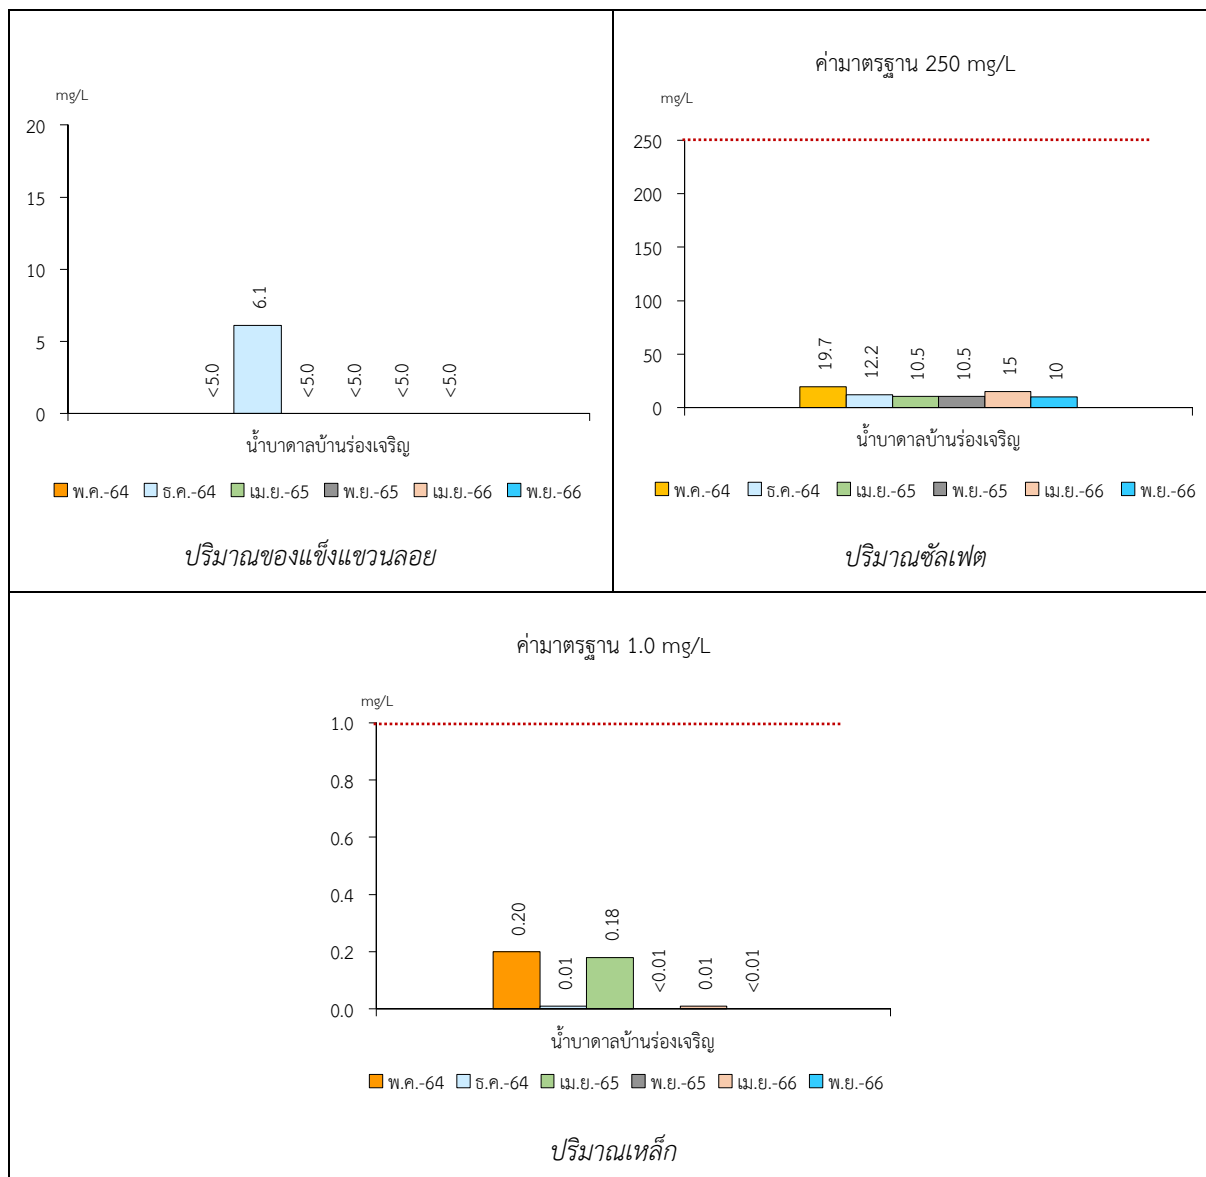 mg/L
20
15
10
5
0
<5.0
6.1
<5.0
<5.0
<5.0
<5.0
น้ำบาดาลบ้านร่องเจริญ
พ.ค.-64 ธ.ค.-64 เม.ย.-65 พ.ย.-65 เม.ย.-66 พ.ย.-66
ปริมาณของแข็งแขวนลอย
ค่ามาตรฐาน 250 mg/L
mg/L
250
200
150
100
50
0
19.7
12.2
10.5
10.5
15
10
น้ำบาดาลบ้านร่องเจริญ
พ.ค.-64 ธ.ค.-64 เม.ย.-65 พ.ย.-65 เม.ย.-66 พ.ย.-66
ปริมาณซัลเฟต
ค่ามาตรฐาน 1.0 mg/L
mg/L
1.0
0.8
0.6
0.4
0.2
0.0
0.20
0.01
0.18
<0.01
0.01
<0.01
น้ำบาดาลบ้านร่องเจริญ
พ.ค.-64 ธ.ค.-64 เม.ย.-65 พ.ย.-65 เม.ย.-66 พ.ย.-66
ปริมาณเหล็ก